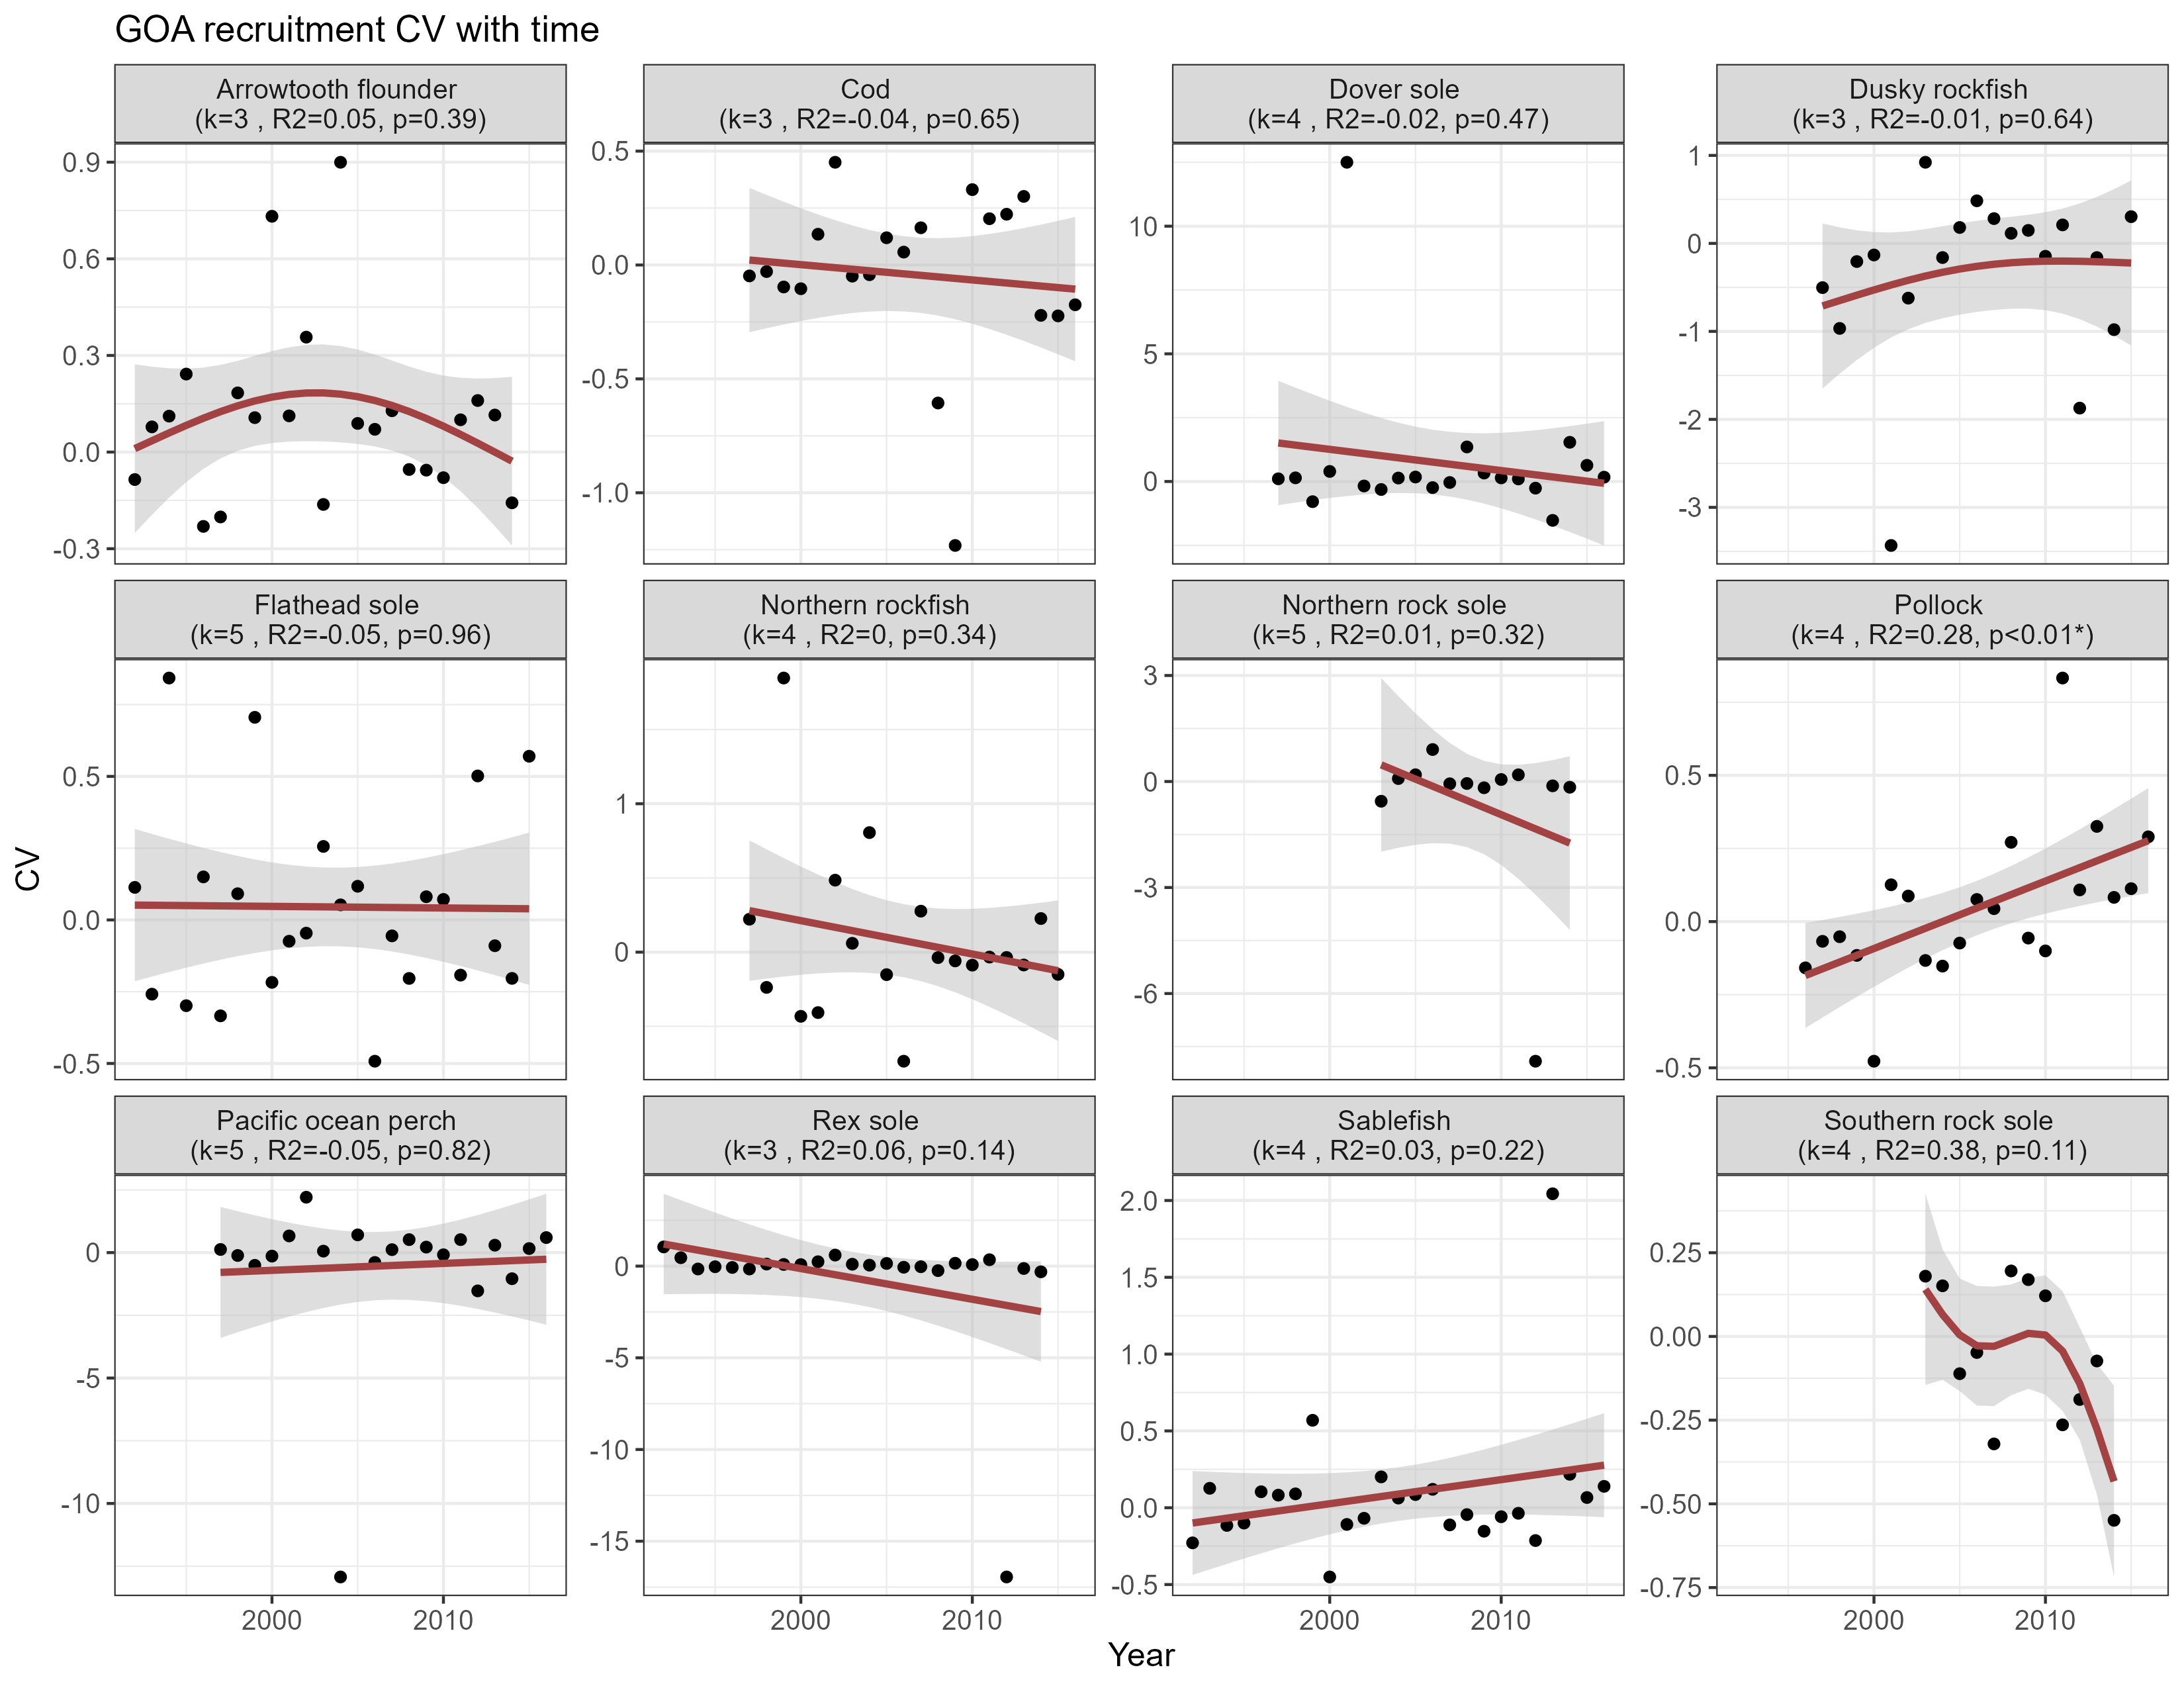 GOA recruitment CV with time
Arrowtooth flounder
(k=3 , R2=0.05, p=0.39)
Cod
(k=3 , R2=-0.04, p=0.65)
Dover sole
(k=4 , R2=-0.02, p=0.47)
Dusky rockfish
(k=3 , R2=-0.01, p=0.64)
0.9
0.6
0.3
0.0
-0.3
0.5
0.0
-0.5
-1.0
10
5
0
1
0
-1
-2
-3
Flathead sole
(k=5 , R2=-0.05, p=0.96)
Northern rockfish
(k=4 , R2=0, p=0.34)
Northern rock sole
(k=5 , R2=0.01, p=0.32)
Pollock
(k=4 , R2=0.28, p<0.01*)
0.5
0.0
-0.5
1
0
3
0
-3
-6
0.5
0.0
-0.5
CV
Pacific ocean perch
(k=5 , R2=-0.05, p=0.82)
Rex sole
(k=3 , R2=0.06, p=0.14)
Sablefish
(k=4 , R2=0.03, p=0.22)
Southern rock sole
(k=4 , R2=0.38, p=0.11)
0
-5
-10
0
-5
-10
-15
2.0
1.5
1.0
0.5
0.0
-0.5
0.25
0.00
-0.25
-0.50
-0.75
2000 2010
2000 2010
2000 2010
2000 2010
Year